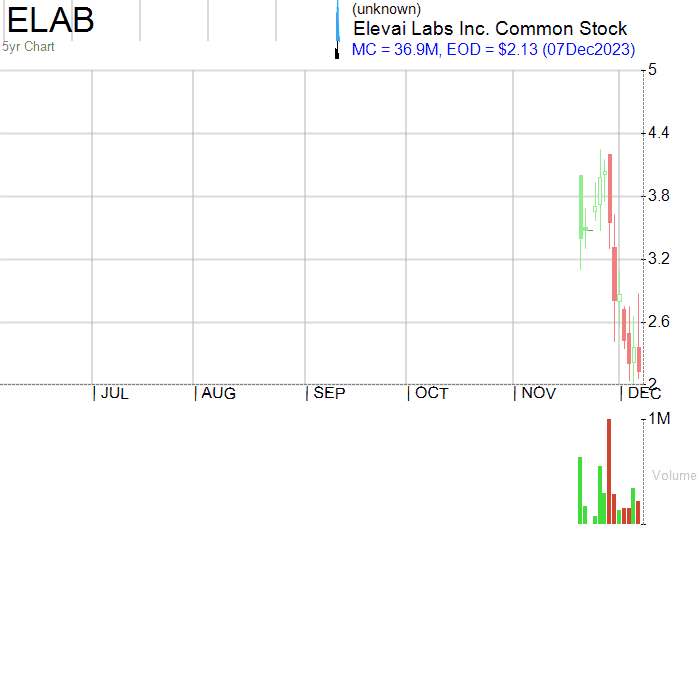 ELAB
(unknown)
Elevai Labs Inc. Common Stock
5yr Chart
MC = 36.9M, EOD = $2.13 (07Dec2023)
5
4.4
3.8
3.2
2.6
2
JUL AUG SEP OCT NOV DEC
1M
Volume